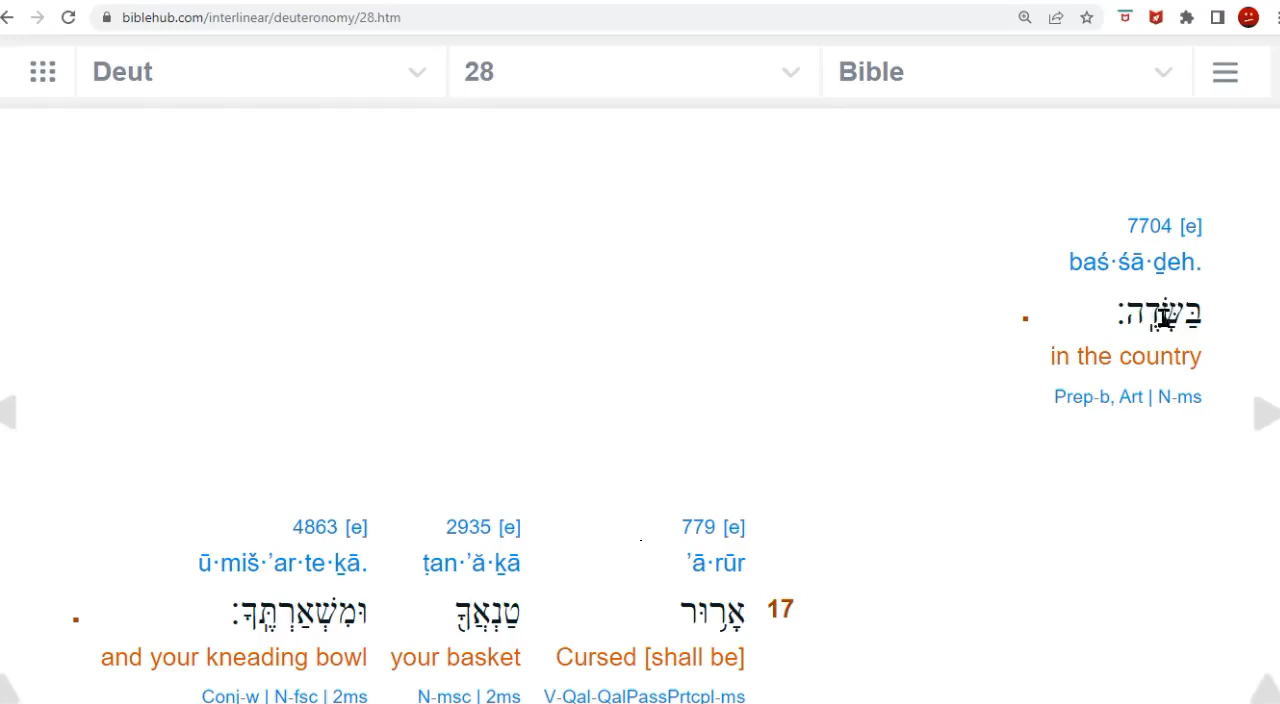 biblehub.com/interlinear/deuteronomy/28.htm
Deut 28 Bible
7704 [e]
baś·śā·ḏeh.
בַּשָּׂדֶֽה׃
.
in the country
Prep-b, Art | N-ms
4863 [e] 2935 [e] 779 [e]
ū·miš·’ar·te·ḵā. ṭan·’ă·ḵā ’ā·rūr
17 אָר֥וּר טַנְאֲךָ֖ וּמִשְׁאַרְתֶּֽךָ׃ .
and your kneading bowl your basket Cursed [shall be]
Conj-w | N-fsc | 2ms N-msc | 2ms V-Qal-QalPassPrtcpl-ms